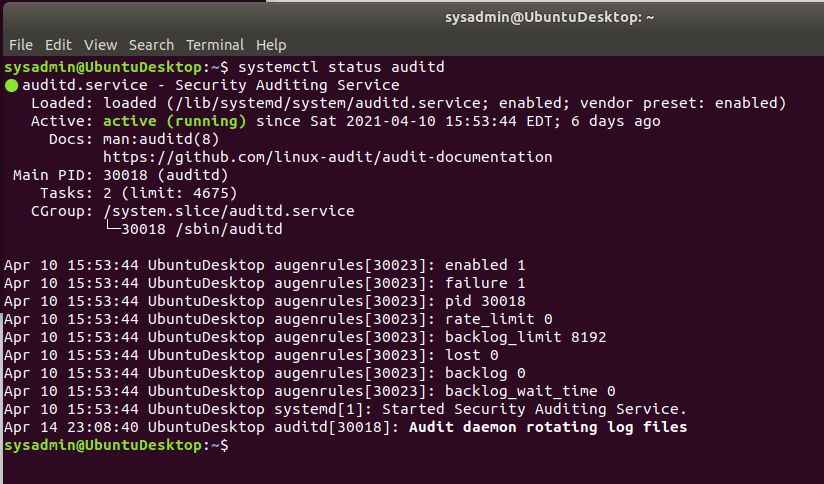 sysadmin@UbuntuDesktop: ~
File Edit View Search Terminal Help
sysadmin@UbuntuDesktop:~$ systemctl status auditd
● auditd.service - Security Auditing Service
   Loaded: loaded (/lib/systemd/system/auditd.service; enabled; vendor preset: enabled)
   Active: active (running) since Sat 2021-04-10 15:53:44 EDT; 6 days ago
     Docs: man:auditd(8)
           https://github.com/linux-audit/audit-documentation
 Main PID: 30018 (auditd)
    Tasks: 2 (limit: 4675)
   CGroup: /system.slice/auditd.service
           └─30018 /sbin/auditd
Apr 10 15:53:44 UbuntuDesktop augenrules[30023]: enabled 1
Apr 10 15:53:44 UbuntuDesktop augenrules[30023]: failure 1
Apr 10 15:53:44 UbuntuDesktop augenrules[30023]: pid 30018
Apr 10 15:53:44 UbuntuDesktop augenrules[30023]: rate_limit 0
Apr 10 15:53:44 UbuntuDesktop augenrules[30023]: backlog_limit 8192
Apr 10 15:53:44 UbuntuDesktop augenrules[30023]: lost 0
Apr 10 15:53:44 UbuntuDesktop augenrules[30023]: backlog 0
Apr 10 15:53:44 UbuntuDesktop augenrules[30023]: backlog_wait_time 0
Apr 10 15:53:44 UbuntuDesktop systemd[1]: Started Security Auditing Service.
Apr 14 23:08:40 UbuntuDesktop auditd[30018]: Audit daemon rotating log files
sysadmin@UbuntuDesktop:~$